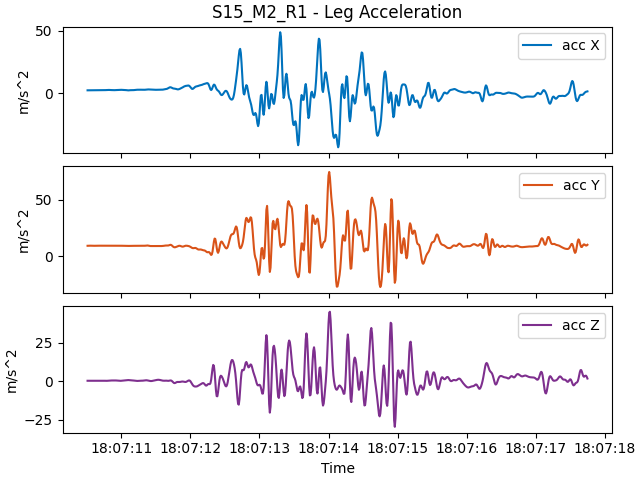 S15_M2_R1 - Leg Acceleration
50
0
m/s^2
acc X
50
0
m/s^2
acc Y
25
0
−25
m/s^2
acc Z
18:07:11 18:07:12 18:07:13 18:07:14 18:07:15 18:07:16 18:07:17 18:07:18
Time